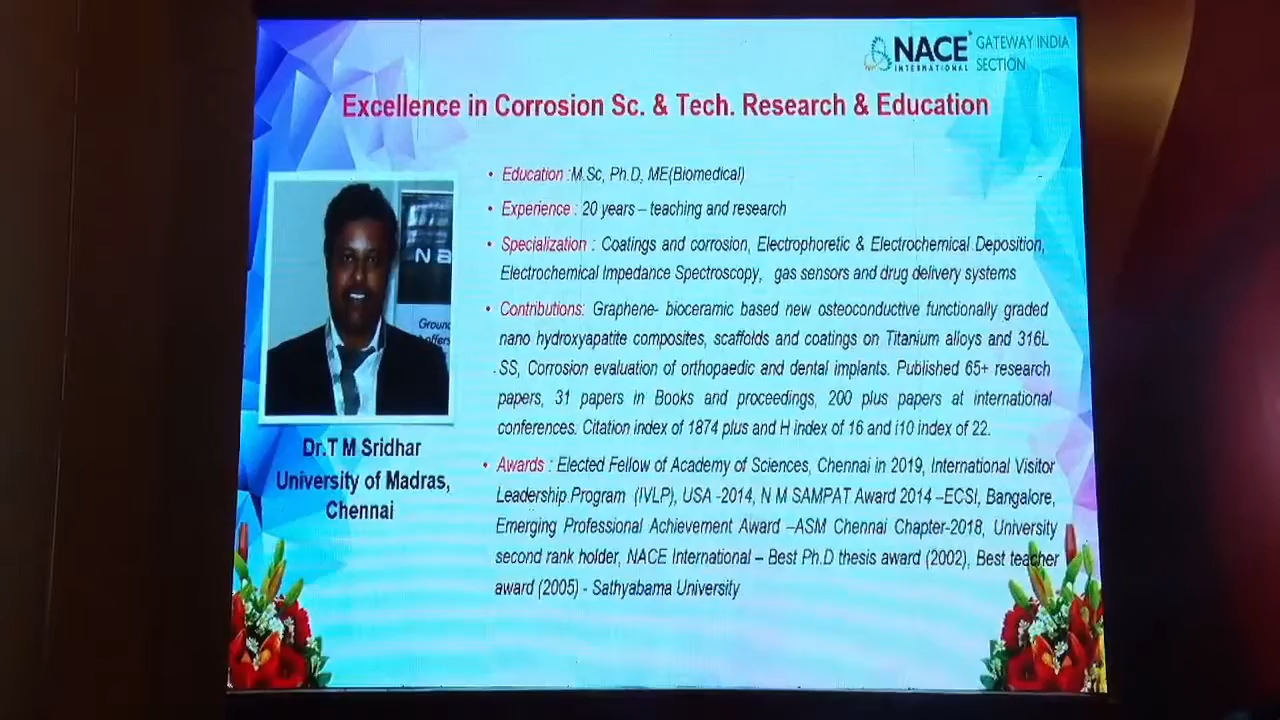 NACE INTERNATIONAL GATEWAY INDIA SECTION
Excellence in Corrosion Sc. & Tech. Research & Education
• Education :M.Sc, Ph.D, ME(Biomedical)
• Experience : 20 years – teaching and research
• Specialization : Coatings and corrosion, Electrophoretic & Electrochemical Deposition,
Electrochemical Impedance Spectroscopy, gas sensors and drug delivery systems
• Contributions: Graphene- bioceramic based new osteoconductive functionally graded
nano hydroxyapatite composites, scaffolds and coatings on Titanium alloys and 316L
SS, Corrosion evaluation of orthopaedic and dental implants. Published 65+ research
papers, 31 papers in Books and proceedings, 200 plus papers at international
conferences. Citation index of 1874 plus and H index of 16 and i10 index of 22.
• Awards : Elected Fellow of Academy of Sciences, Chennai in 2019, International Visitor
Leadership Program (IVLP), USA -2014, N M SAMPAT Award 2014 –ECSI, Bangalore,
Emerging Professional Achievement Award –ASM Chennai Chapter-2018, University
second rank holder, NACE International – Best Ph.D thesis award (2002), Best teacher
award (2005) - Sathyabama University
Na
Ground
offers
Dr.T M Sridhar
University of Madras,
Chennai